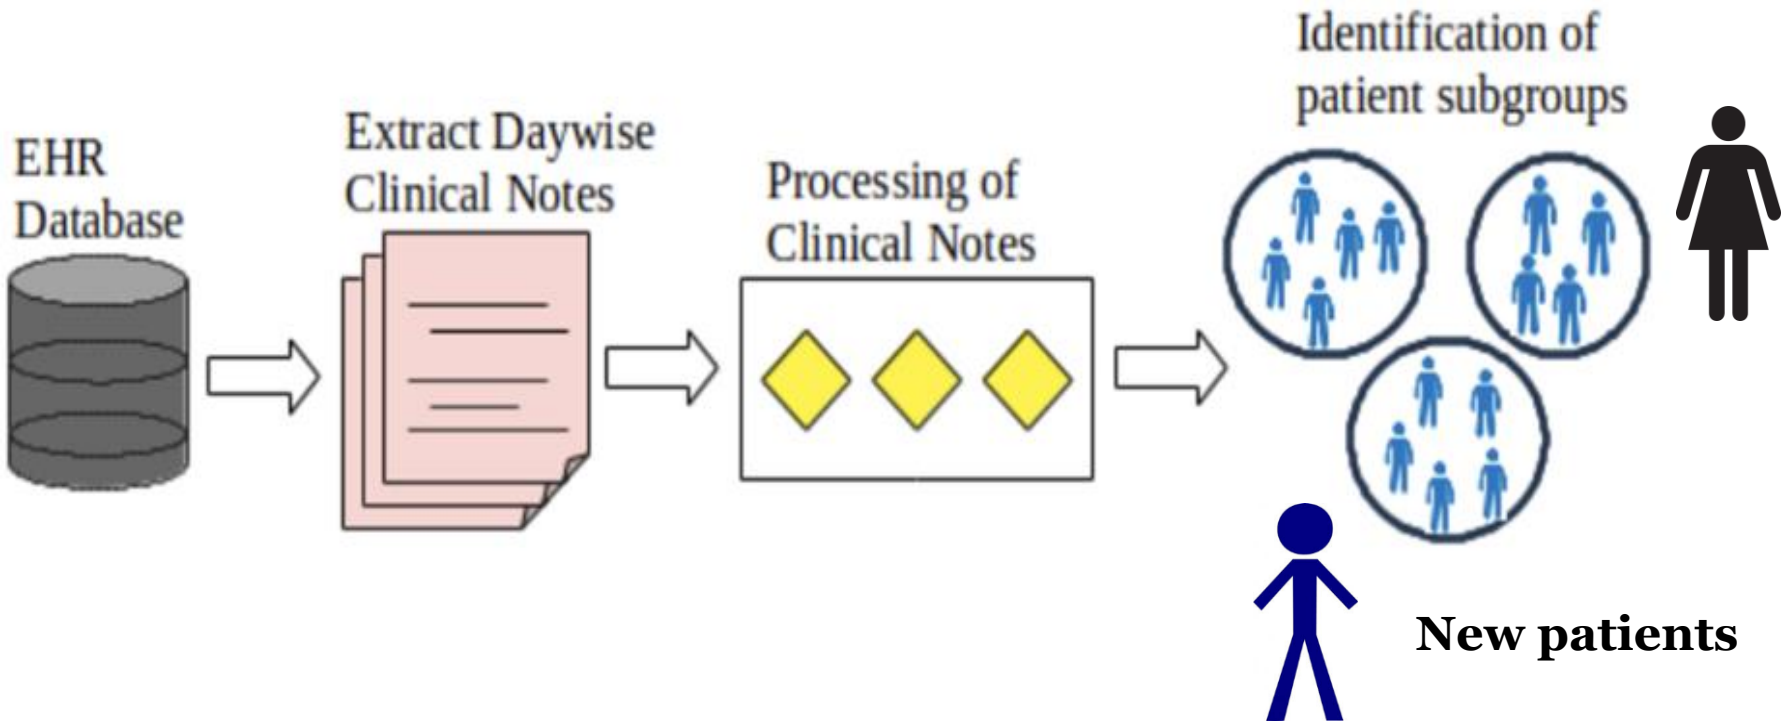 EHR
Database
Extract Daywise
Clinical Notes
Processing of
Clinical Notes
Identification of
patient subgroups
New patients